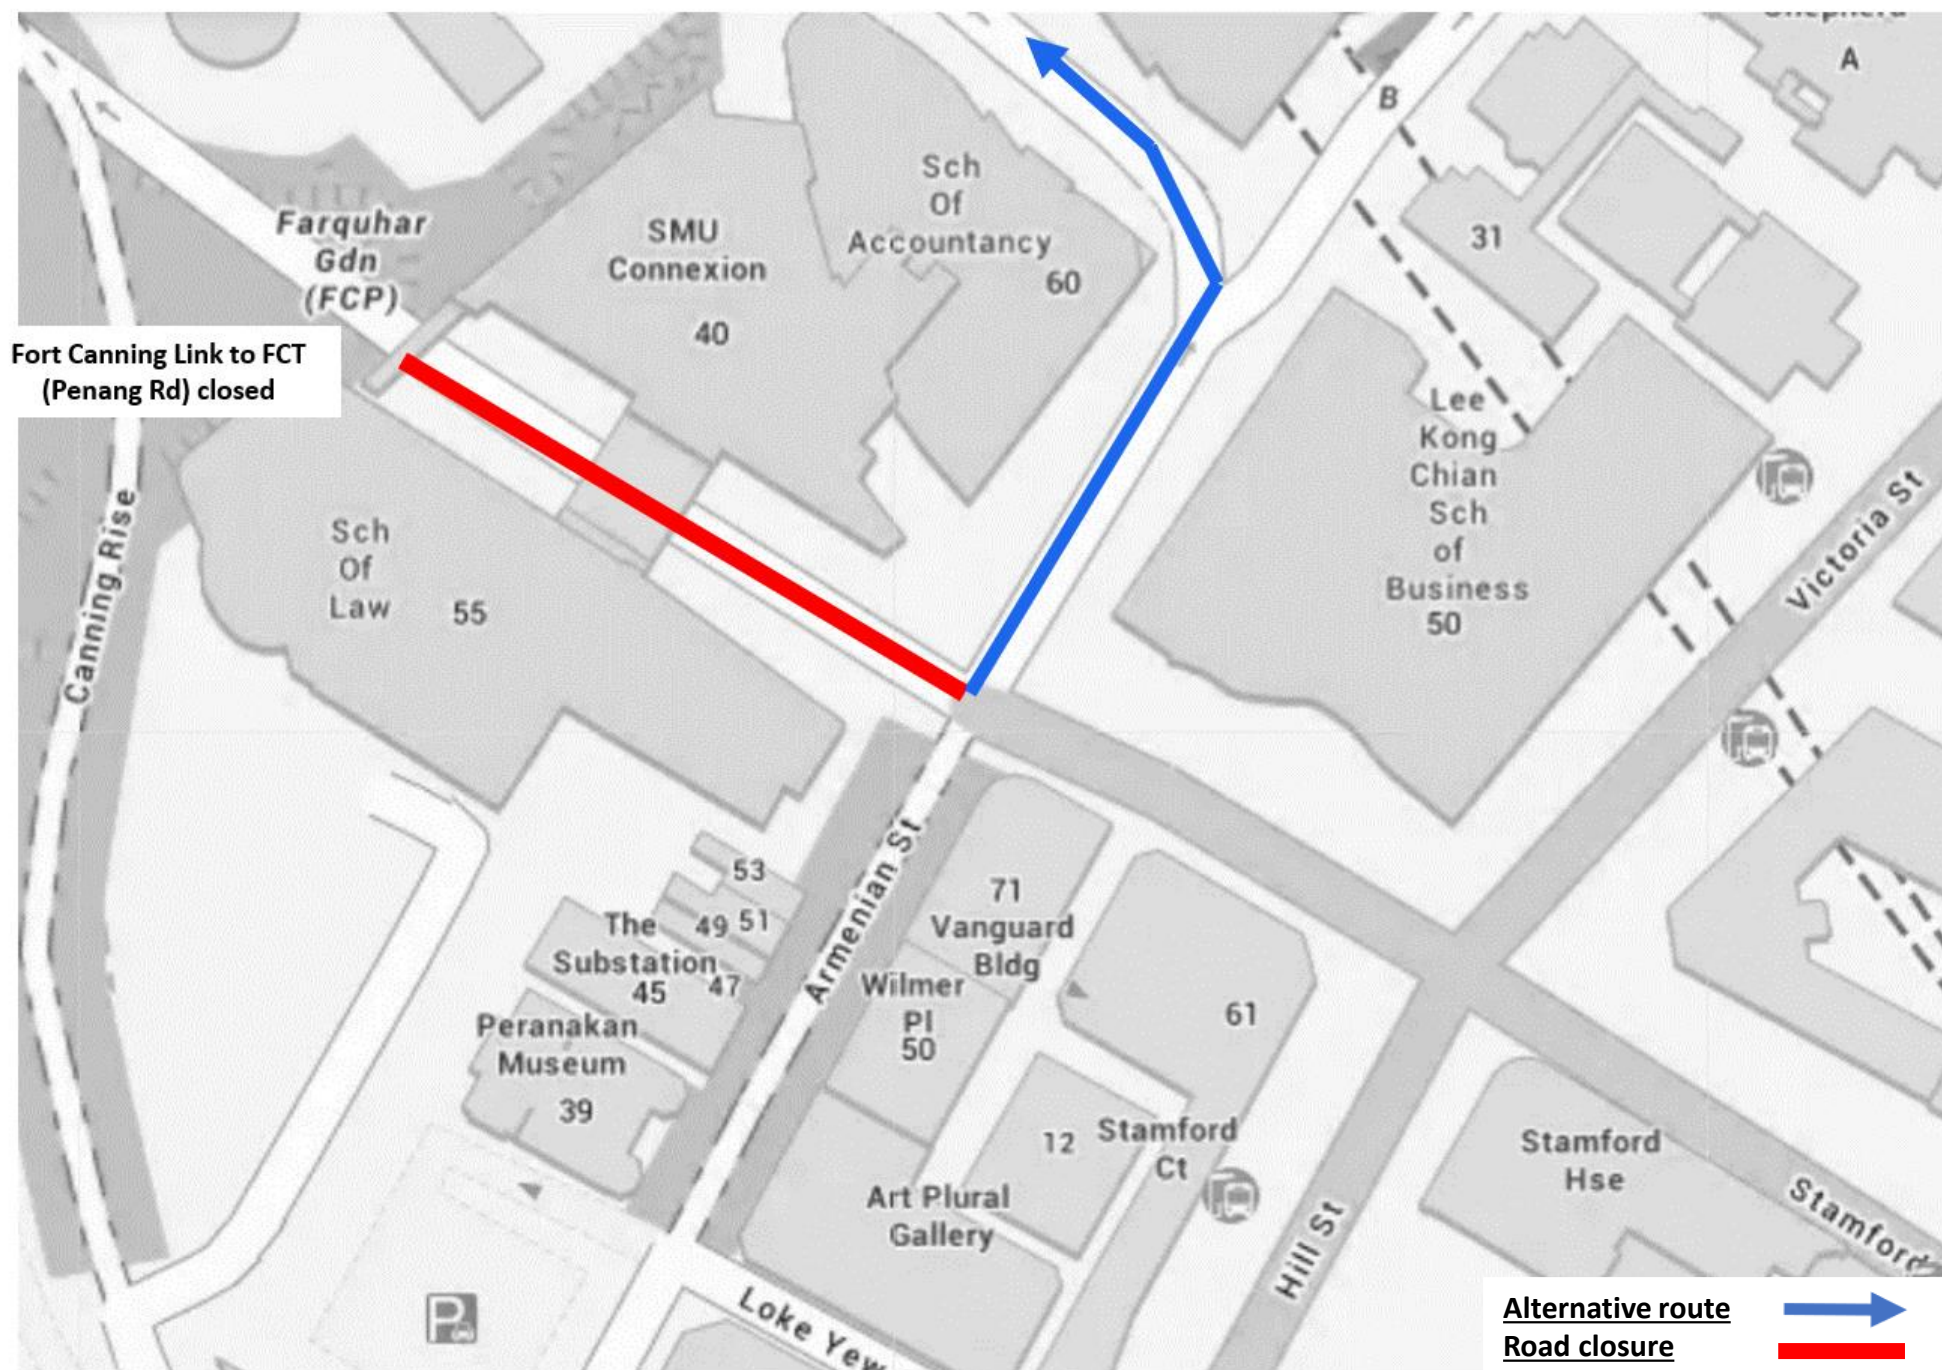 Shepherd
A
B
Sch
Of
Accountancy
60
SMU
Connexion
40
Farquhar
Gdn
(FCP)
31
Fort Canning Link to FCT
(Penang Rd) closed
Lee
Kong
Chian
Sch
of
Business
50
Victoria St
Canning Rise
Sch
Of
Law
55
53
49
51
The
Substation
45
47
Armenian St
71
Vanguard
Bldg
Wilmer
Pl
50
61
Peranakan
Museum
39
12
Stamford
Ct
Art Plural
Gallery
Hill St
Stamford
Hse
Stamford
P
Loke Yew
Alternative route
Road closure